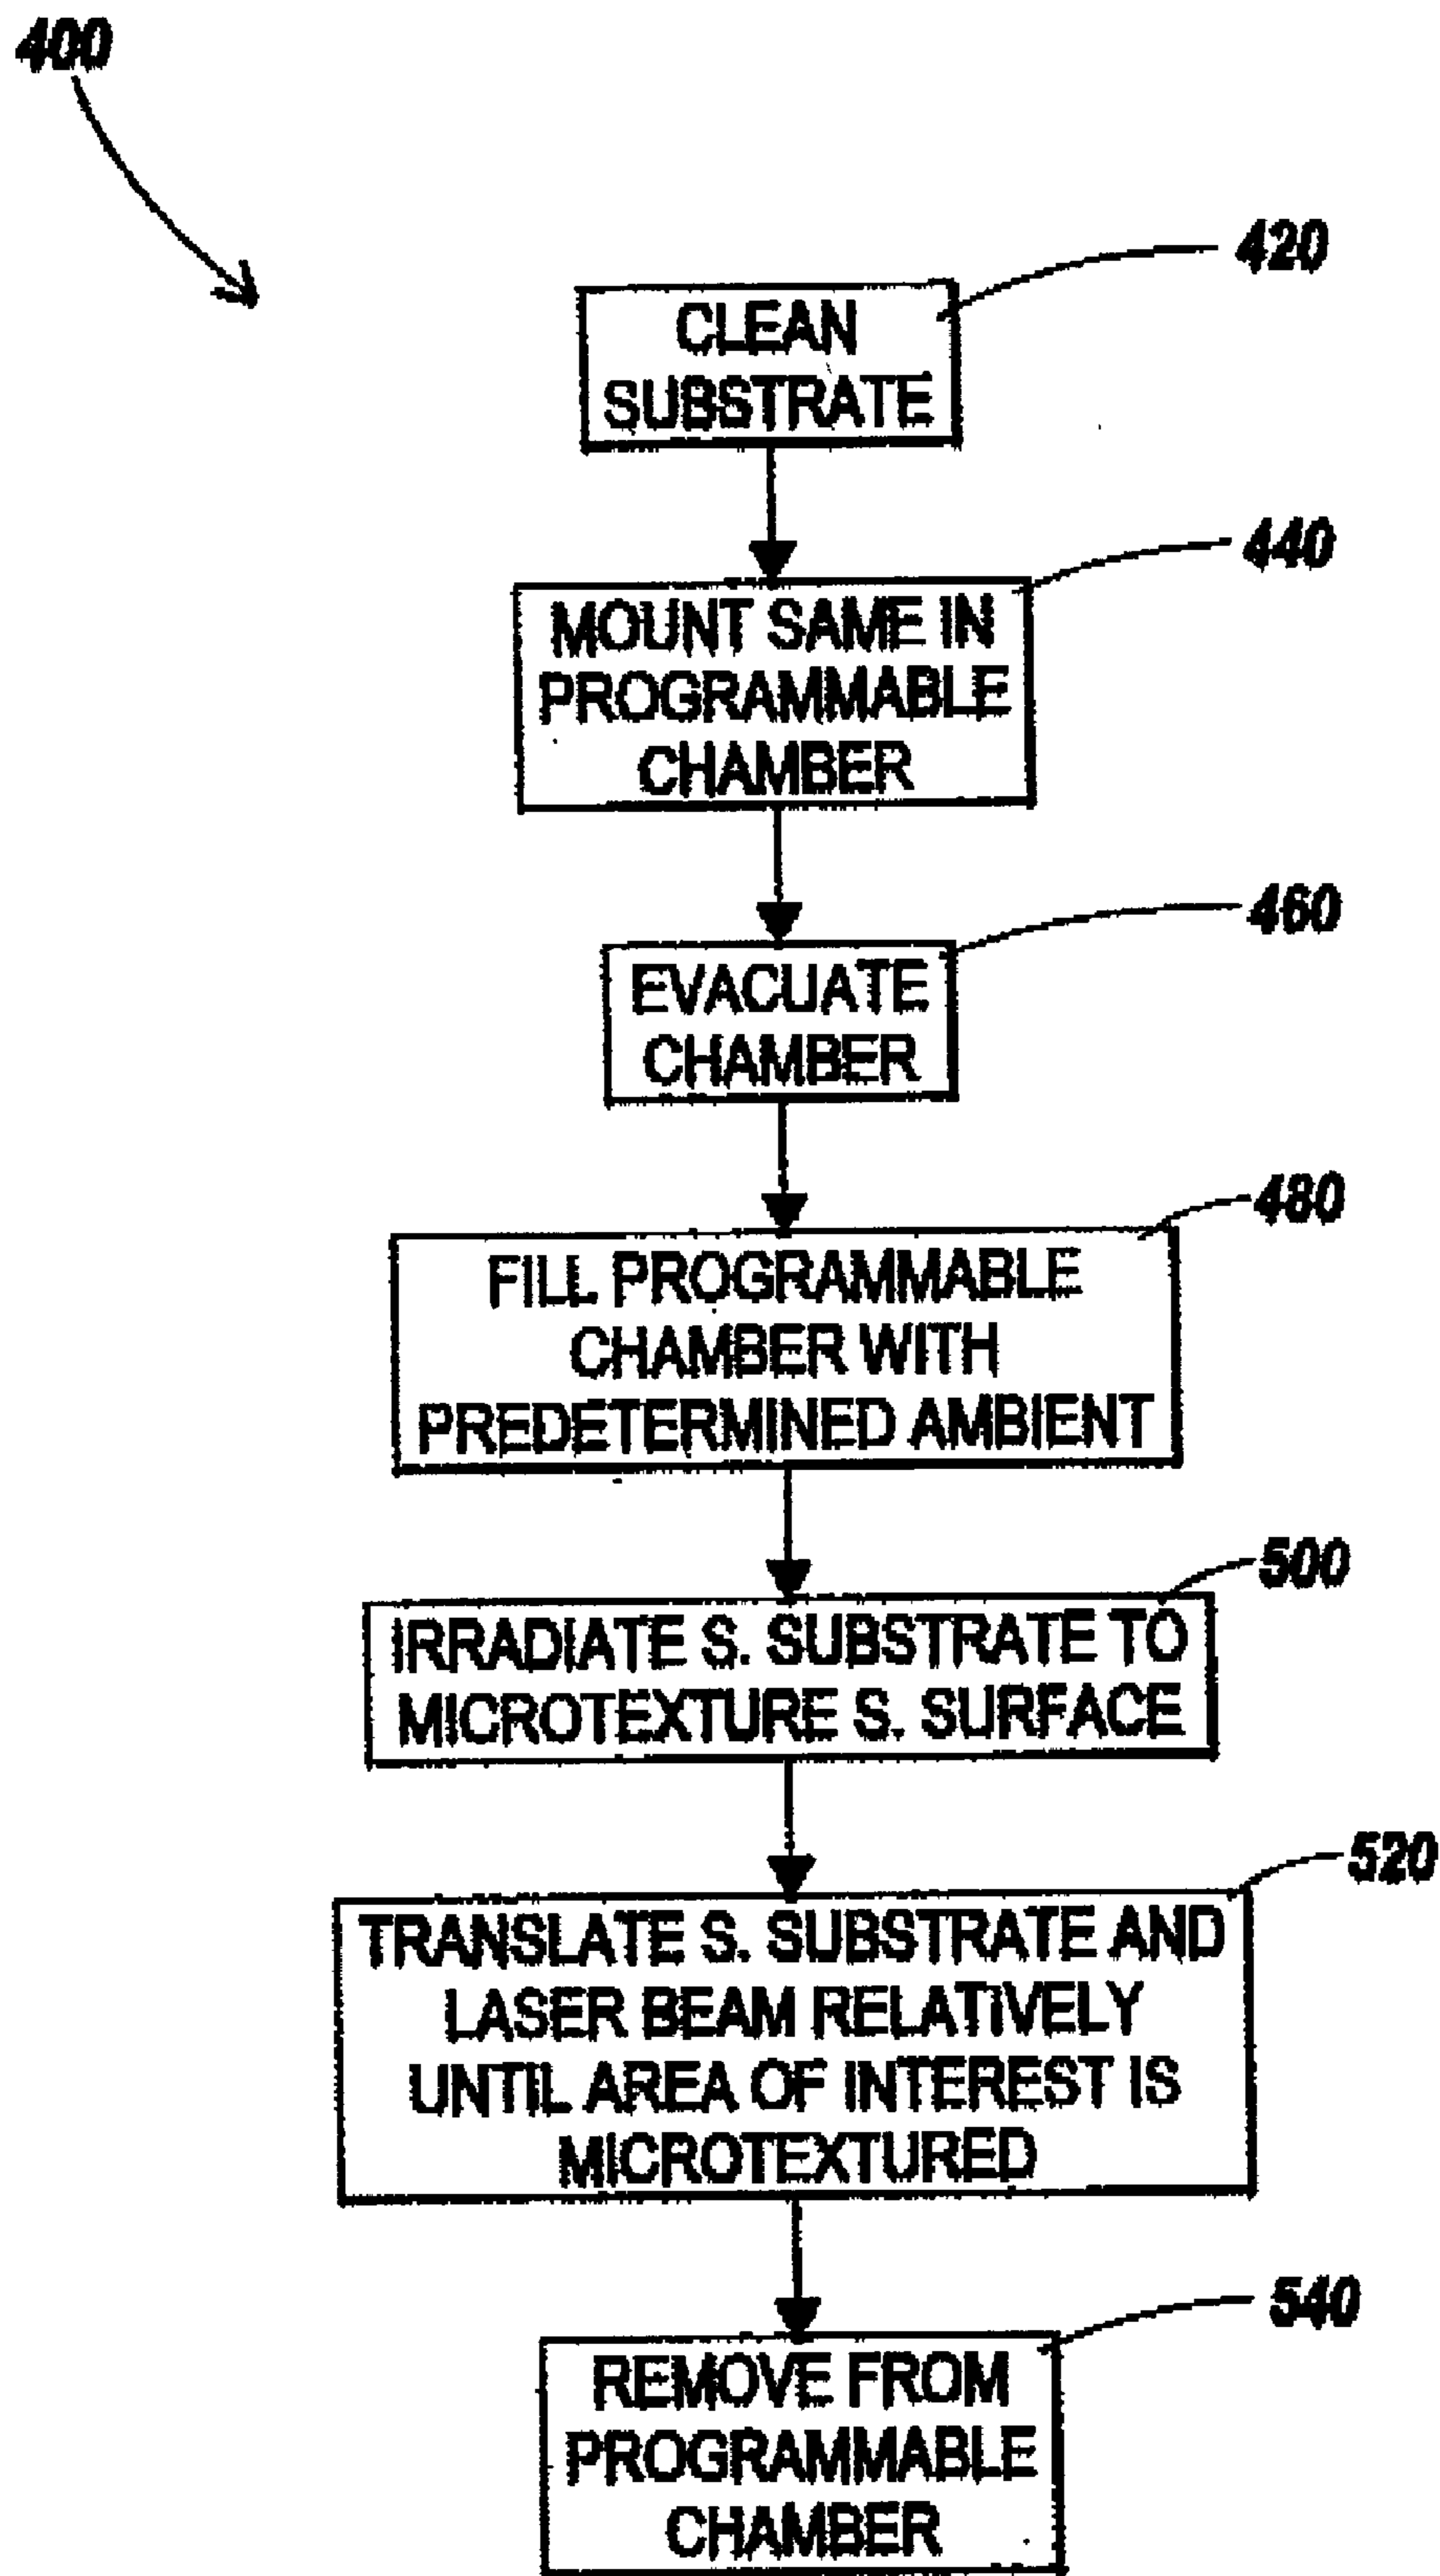 400
420
CLEAN
SUBSTRATE
440
MOUNT SAME IN
PROGRAMMABLE
CHAMBER
460
EVACUATE
CHAMBER
480
FILL PROGRAMMABLE
CHAMBER WITH
PREDETERMINED AMBIENT
500
IRRADIATE S. SUBSTRATE TO
MICROTEXTURE S. SURFACE
520
TRANSLATE S. SUBSTRATE AND
LASER BEAM RELATIVELY
UNTIL AREA OF INTEREST IS
MICROTEXTURED
540
REMOVE FROM
PROGRAMMABLE
CHAMBER